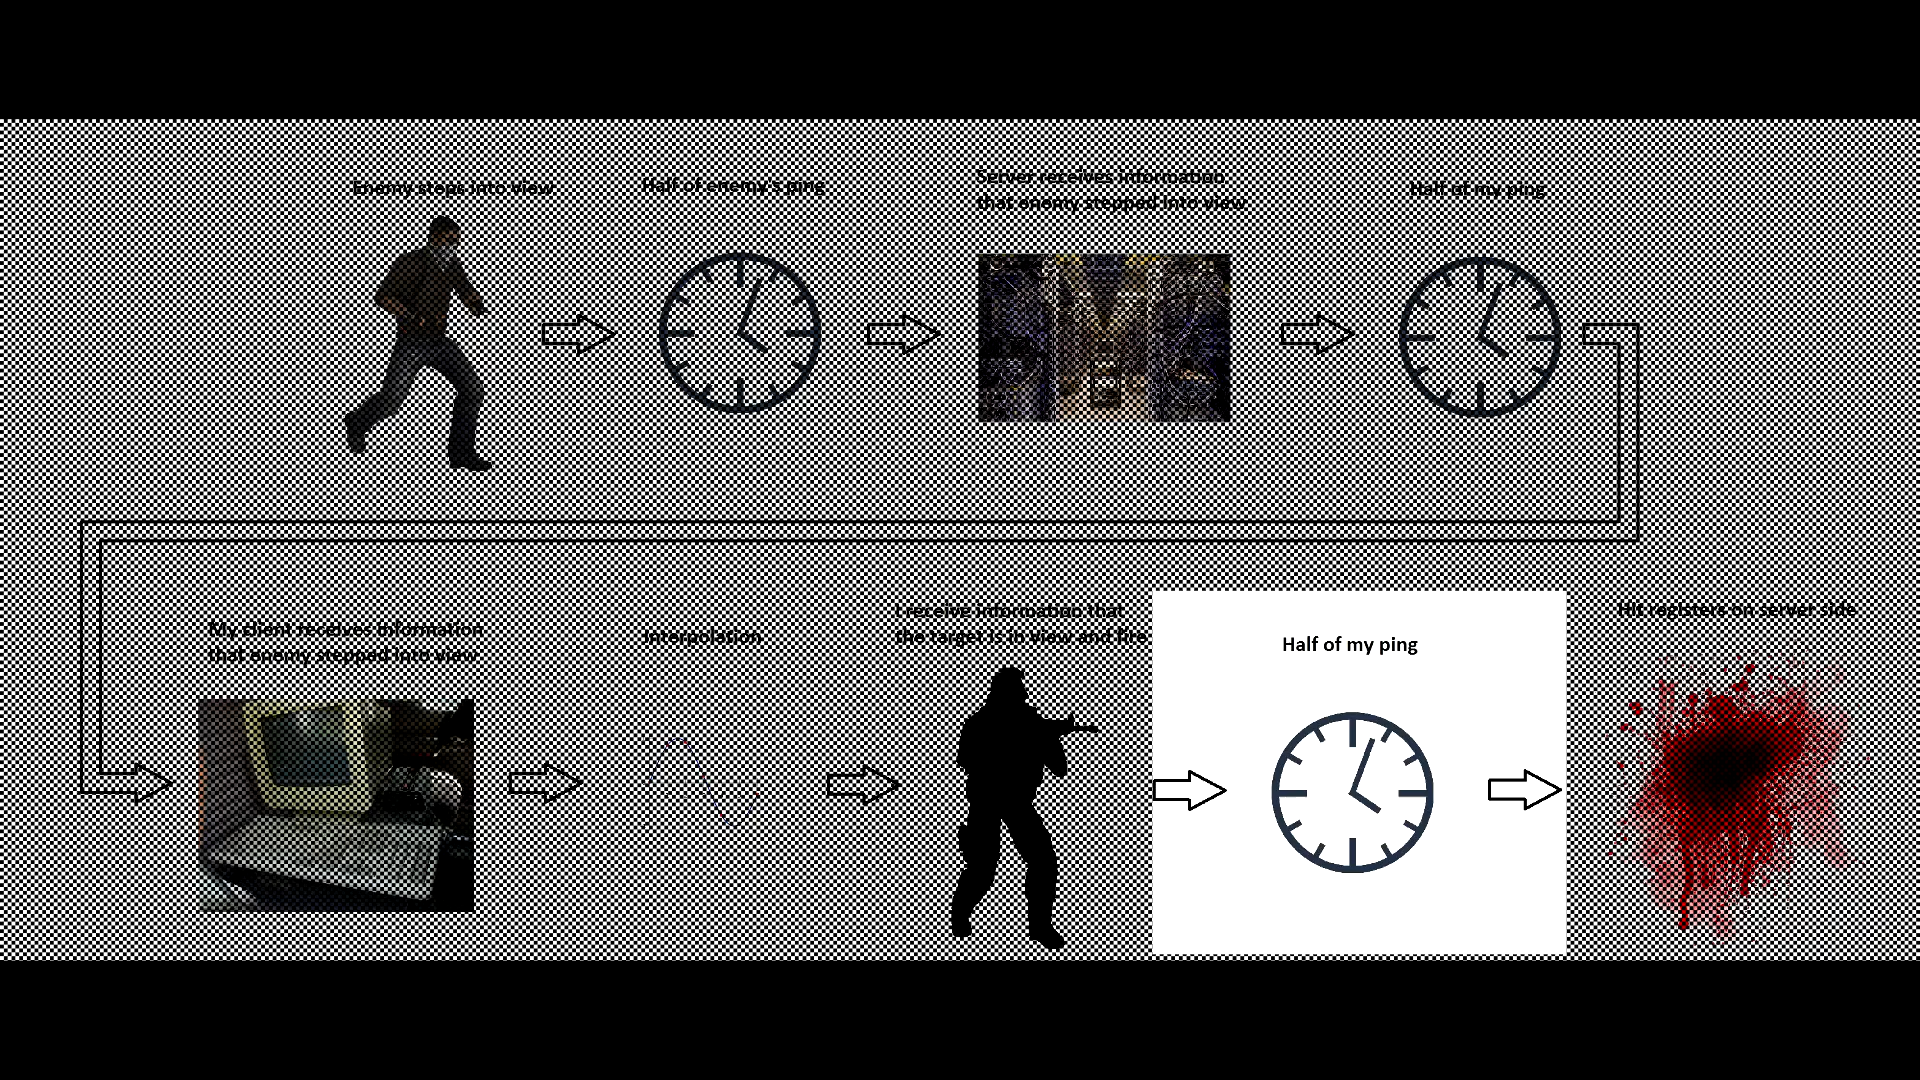 Enemy steps into view
Half of enemy's ping
Server receives information
that enemy stepped into view
Half of my ping
My client receives information
that enemy stepped into view
Interpolation
I receive information that
the target is in view and fire
Half of my ping
Hit registers on server side